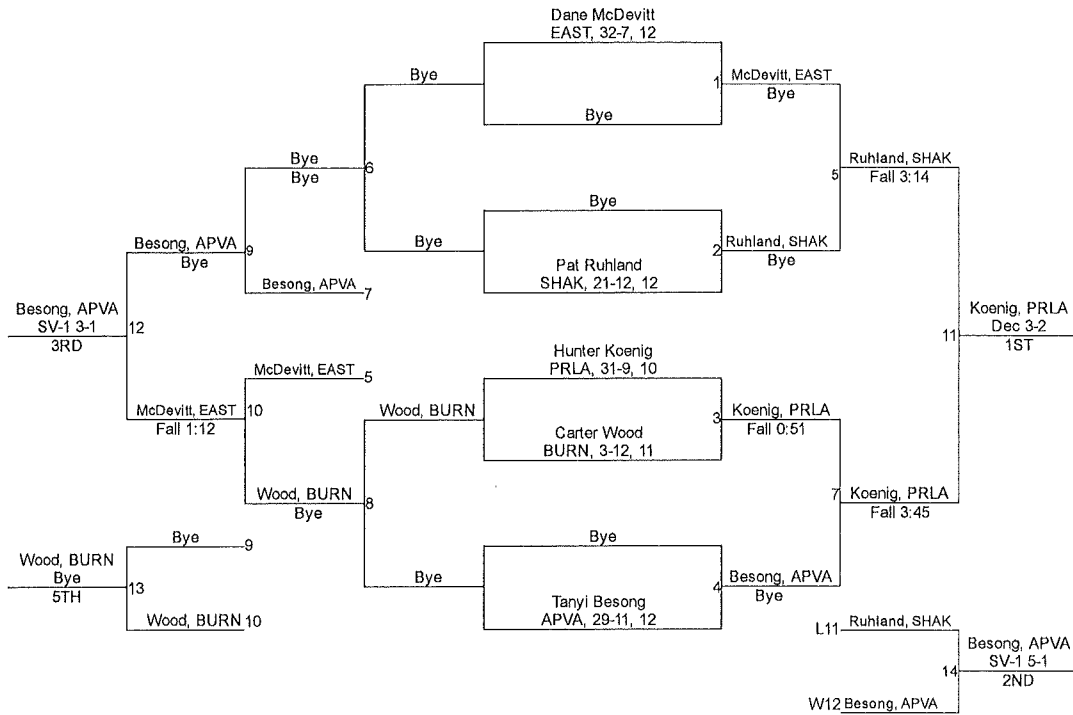 Dane McDevitt
EAST, 32-7, 12
Bye
1
McDevitt, EAST
Bye
Bye
Bye
Bye
6
Ruhland, SHAK
5
Fall 3:14
Bye
Besong, APVA
9
Bye
Bye
2
Ruhland, SHAK
Bye
Pat Ruhland
SHAK, 21-12, 12
Besong, APVA
7
Besong, APVA
SV-1 3-1
12
3RD
Koenig, PRLA
11
Dec 3-2
1ST
Hunter Koenig
PRLA, 31-9, 10
McDevitt, EAST
5
McDevitt, EAST
10
Fall 1:12
Wood, BURN
3
Koenig, PRLA
Fall 0:51
Carter Wood
BURN, 3-12, 11
Wood, BURN
8
Bye
7
Koenig, PRLA
Fall 3:45
Bye
9
Bye
Wood, BURN
Bye
13
5TH
Bye
4
Besong, APVA
Bye
Tanyi Besong
APVA, 29-11, 12
Wood, BURN
10
L11
Ruhland, SHAK
Besong, APVA
14
SV-1 5-1
2ND
W12
Besong, APVA